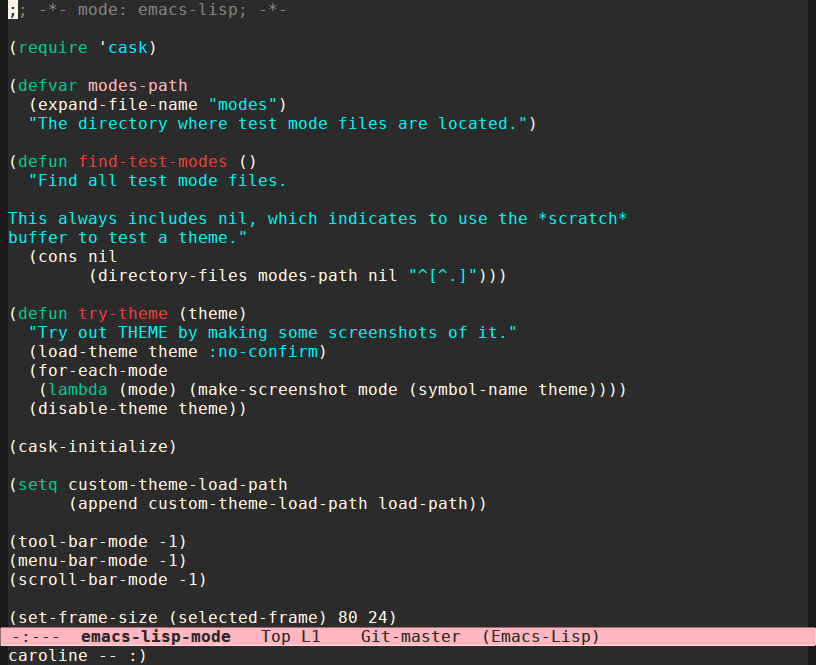 ;; -*- mode: emacs-lisp; -*-

(require 'cask)

(defvar modes-path
  (expand-file-name "modes")
  "The directory where test mode files are located.")

(defun find-test-modes ()
  "Find all test mode files.

This always includes nil, which indicates to use the *scratch*
buffer to test a theme."
  (cons nil
        (directory-files modes-path nil "^[^.]")))

(defun try-theme (theme)
  "Try out THEME by making some screenshots of it."
  (load-theme theme :no-confirm)
  (for-each-mode
   (lambda (mode) (make-screenshot mode (symbol-name theme))))
  (disable-theme theme))

(cask-initialize)

(setq custom-theme-load-path
      (append custom-theme-load-path load-path))

(tool-bar-mode -1)
(menu-bar-mode -1)
(scroll-bar-mode -1)

(set-frame-size (selected-frame) 80 24)
-:---  emacs-lisp-mode   Top L1    Git-master  (Emacs-Lisp)
caroline -- :)